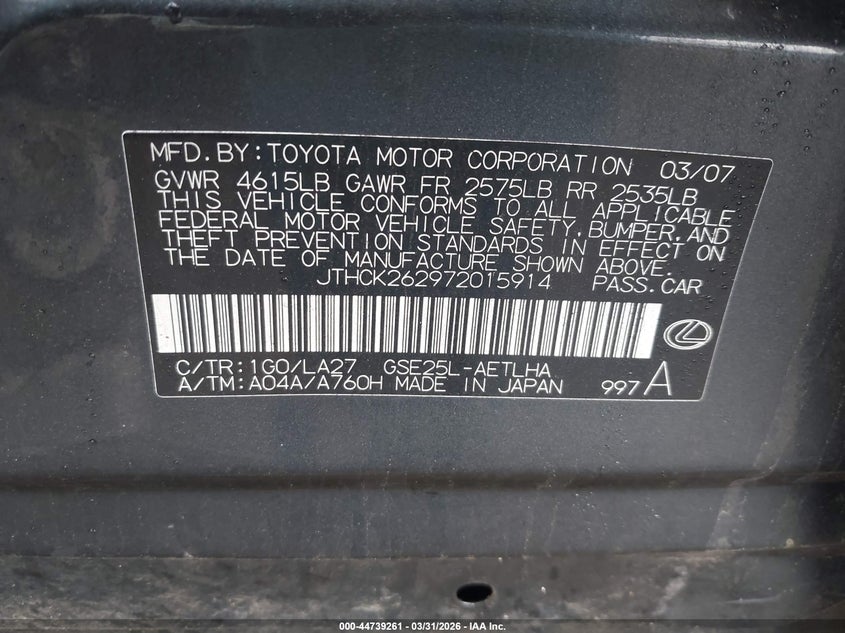 MFD.BY:TOYOTA MOTOR CORPORATION 03/07
GVWR 4615LB GAWR FR 2575LB RR 2535LB
THIS VEHICLE CONFORMS TO ALL APPLICABLE
FEDERAL MOTOR VEHICLE SAFETY,BUMPER,AND
THEFT PREVENTION STANDARDS IN EFFECT ON
THE DATE OF MANUFACTURE SHOWN ABOVE.
JTHCK262972015914 PASS.CAR
C/TR:1G0/LA27 GSE25L-AETLHA
A/TM:A04A/A760H MADE IN JAPAN 997 A
000-44739261 - 03/31/2026 - IAA Inc.